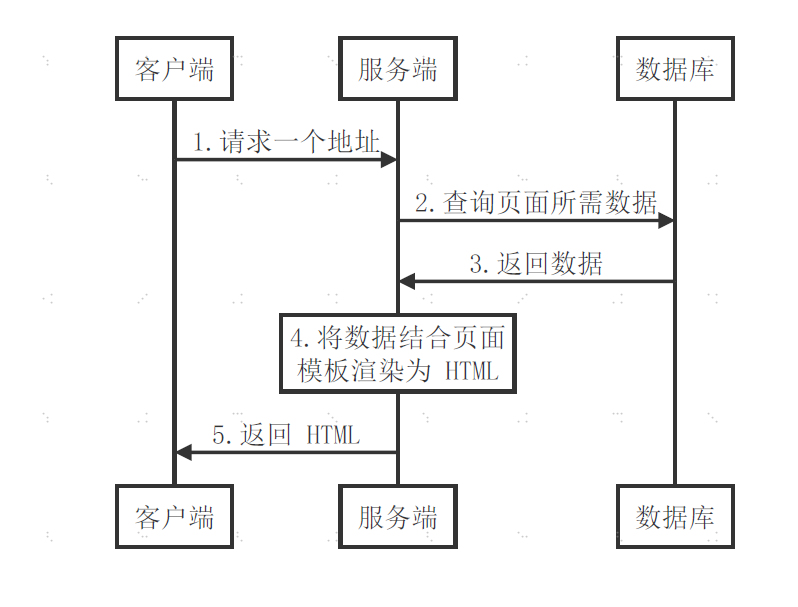 客户端
服务端
数据库
1.请求一个地址
2.查询页面所需数据
3.返回数据
4.将数据结合页面
模板渲染为 HTML
5.返回 HTML
客户端
服务端
数据库